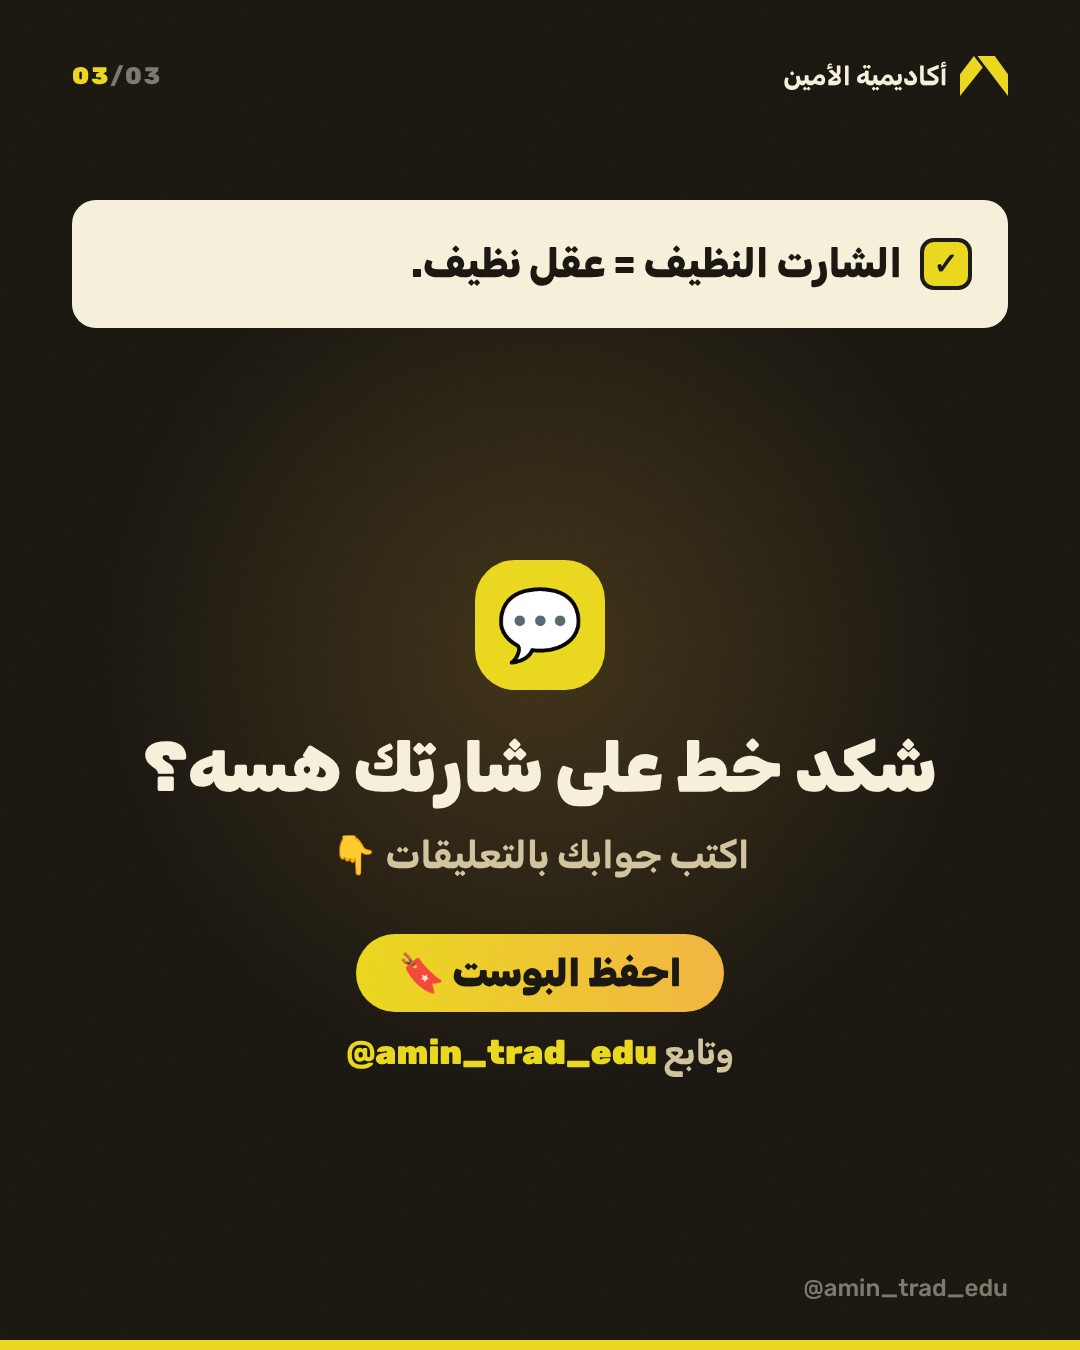 أكاديمية الأمين
03/03
✓ الشارت النظيف = عقل نظيف.
شكد خط على شارتك هسه؟
اكتب جوابك بالتعليقات 👇
احفظ البوست 🔖
وتابع @amin_trad_edu
@amin_trad_edu